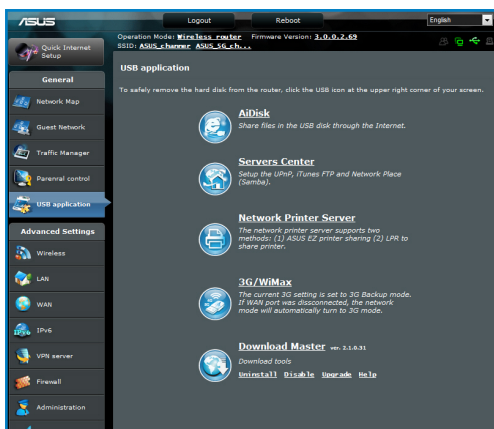 ASUS
Logout
Reboot
English
Operation Mode: Wireless router Firmware Version: 3.0.0.2.69
SSID: ASUS_channer ASUS_5G_ch...
Quick Internet
Setup
General
Network Map
Guest Network
Traffic Manager
Parenral control
USB application
Advanced Settings
Wireless
LAN
WAN
IPv6
VPN server
Firewall
Administration
USB application
To safely remove the hard disk from the router, click the USB icon at the upper right corner of your screen.
AiDisk
Share files in the USB disk through the Internet.
Servers Center
Setup the UPnP, iTunes FTP and Network Place
(Samba).
Network Printer Server
The network printer server supports two
methods: (1) ASUS EZ printer sharing (2) LPR to
share printer.
3G/WiMax
The current 3G setting is set to 3G Backup mode.
If WAN port was dissconnected, the network
mode will automatically turn to 3G mode.
Download Master ver. 2.1.0.31
Download tools
Uninstall Disable Upgrade Help